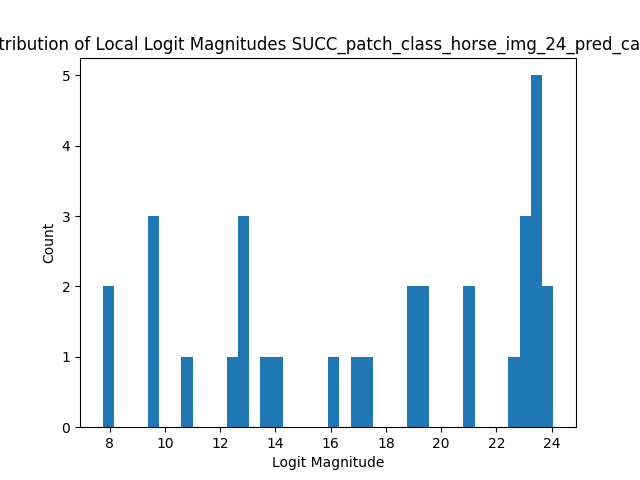 tribution of Local Logit Magnitudes SUCC_patch_class_horse_img_24_pred_ca
5
4
3
2
1
0
Count
8 10 12 14 16 18 20 22 24
Logit Magnitude